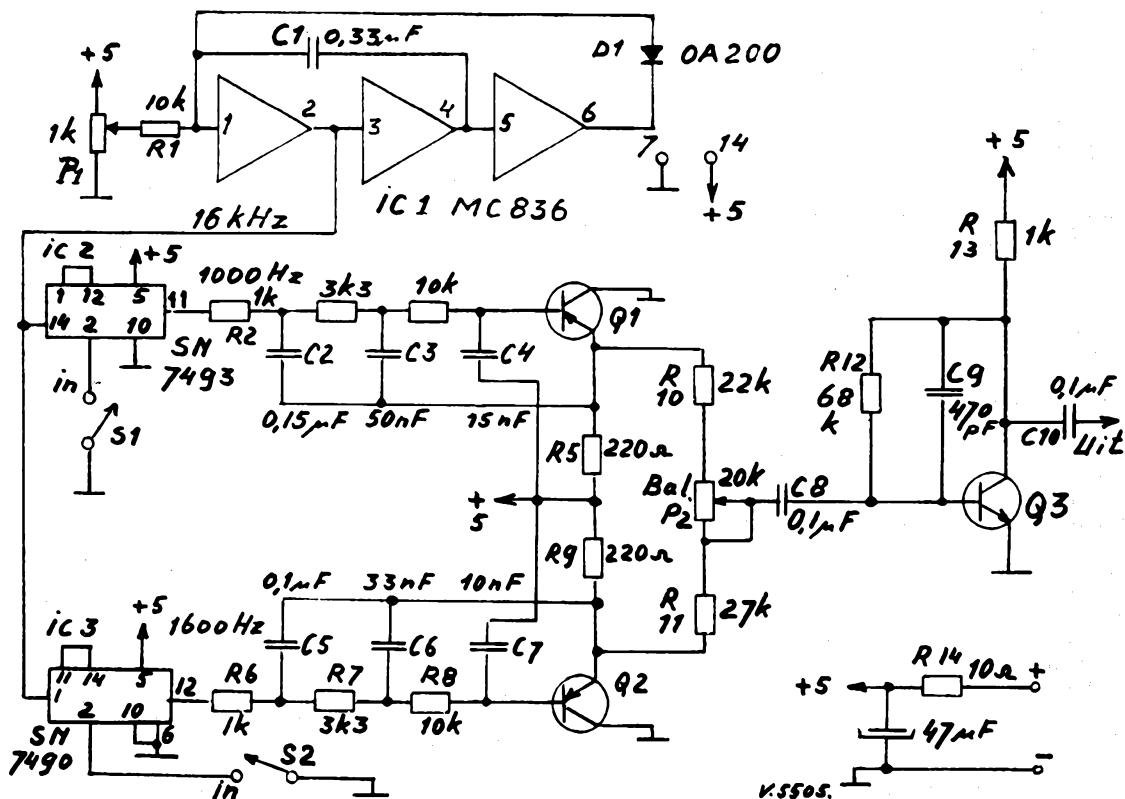 C1 0,33µF
D1 OA200
+5
10k
1k
P1
R1
1
2
3
4
5
6
7
14
+5
iC1 MC836
16kHz
+5
R
13
1k
iC2
+5
1 12 5
14 2 10
11
1000Hz
1k
R2
3k3
10k
Q1
SN
7493
C2
C3
C4
in
S1
0,15µF
50nF
15nF
R
10
22k
R12
68
k
C9
470
pF
0,1µF
C10
Uit
R5
220Ω
+
5
Bal
P2
20k
C8
0,1µF
Q3
R9
220Ω
0,1µF
33nF
10nF
R
11
27k
iC3
+5
1600Hz
C5
C6
C7
11 14 5
1
2 10
6
12
R6
1k
R7
3k3
R8
10k
Q2
SN
7490
in
S2
+5
R14
10Ω
+
47µF
-
V.5505.